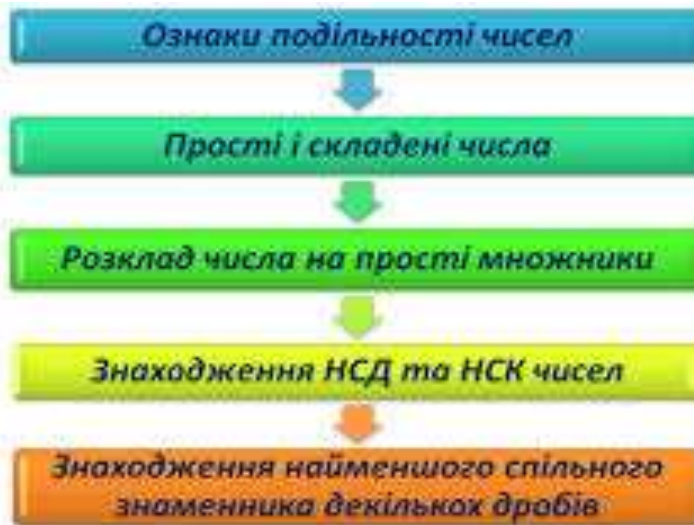 Ознаки подільності чисел
Прості і складені числа
Розклад числа на прості множники
Знаходження НСД та НСК чисел
Знаходження найменшого спільного
знаменника декількох дробів